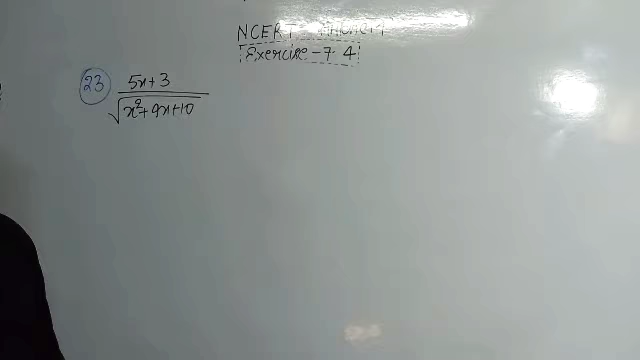 NCERT
Exercise - 7.4
23 5x+3
√x²+4x+10